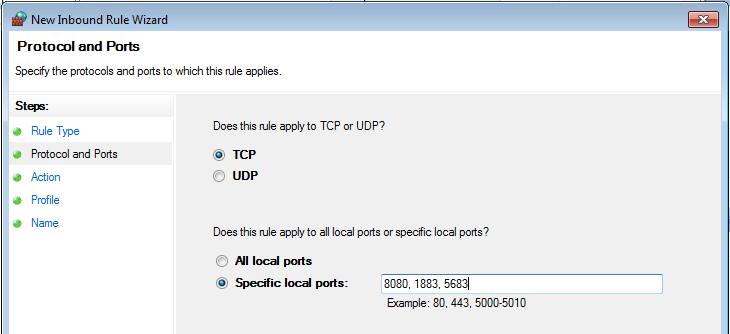 New Inbound Rule Wizard
Protocol and Ports
Specify the protocols and ports to which this rule applies.
Steps:
Rule Type
Protocol and Ports
Action
Profile
Name
Does this rule apply to TCP or UDP?
TCP
UDP
Does this rule apply to all local ports or specific local ports?
All local ports
Specific local ports: 8080, 1883, 5683
Example: 80, 443, 5000-5010